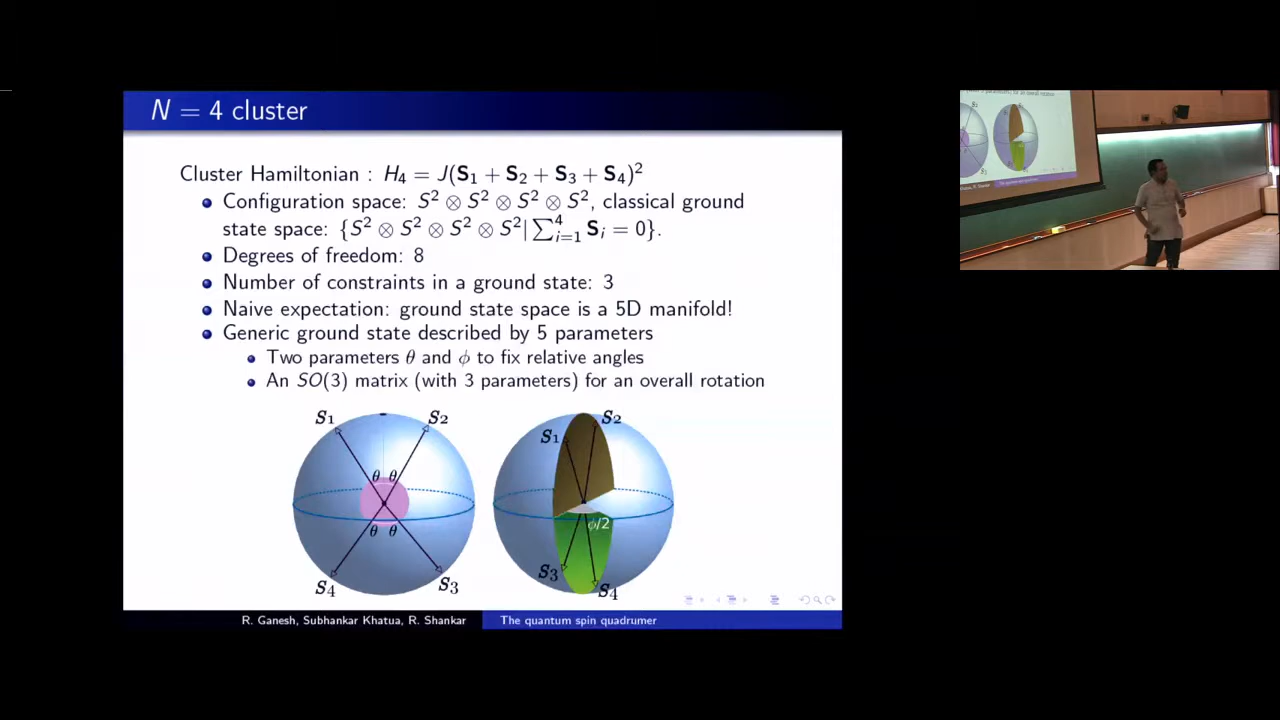 N = 4 cluster
Cluster Hamiltonian : H₄ = J(S₁ + S₂ + S₃ + S₄)²
Configuration space: S² ⊗ S² ⊗ S² ⊗ S², classical ground
state space: {S² ⊗ S² ⊗ S² ⊗ S²| ∑⁴ᵢ₌₁ Sᵢ = 0}.
Degrees of freedom: 8
Number of constraints in a ground state: 3
Naive expectation: ground state space is a 5D manifold!
Generic ground state described by 5 parameters
Two parameters θ and ϕ to fix relative angles
An SO(3) matrix (with 3 parameters) for an overall rotation
S₁ S₂
θ θ
θ θ
S₄ S₃
S₁ S₂
ϕ/2
S₃ S₄
R. Ganesh, Subhankar Khatua, R. Shankar
The quantum spin quadrumer